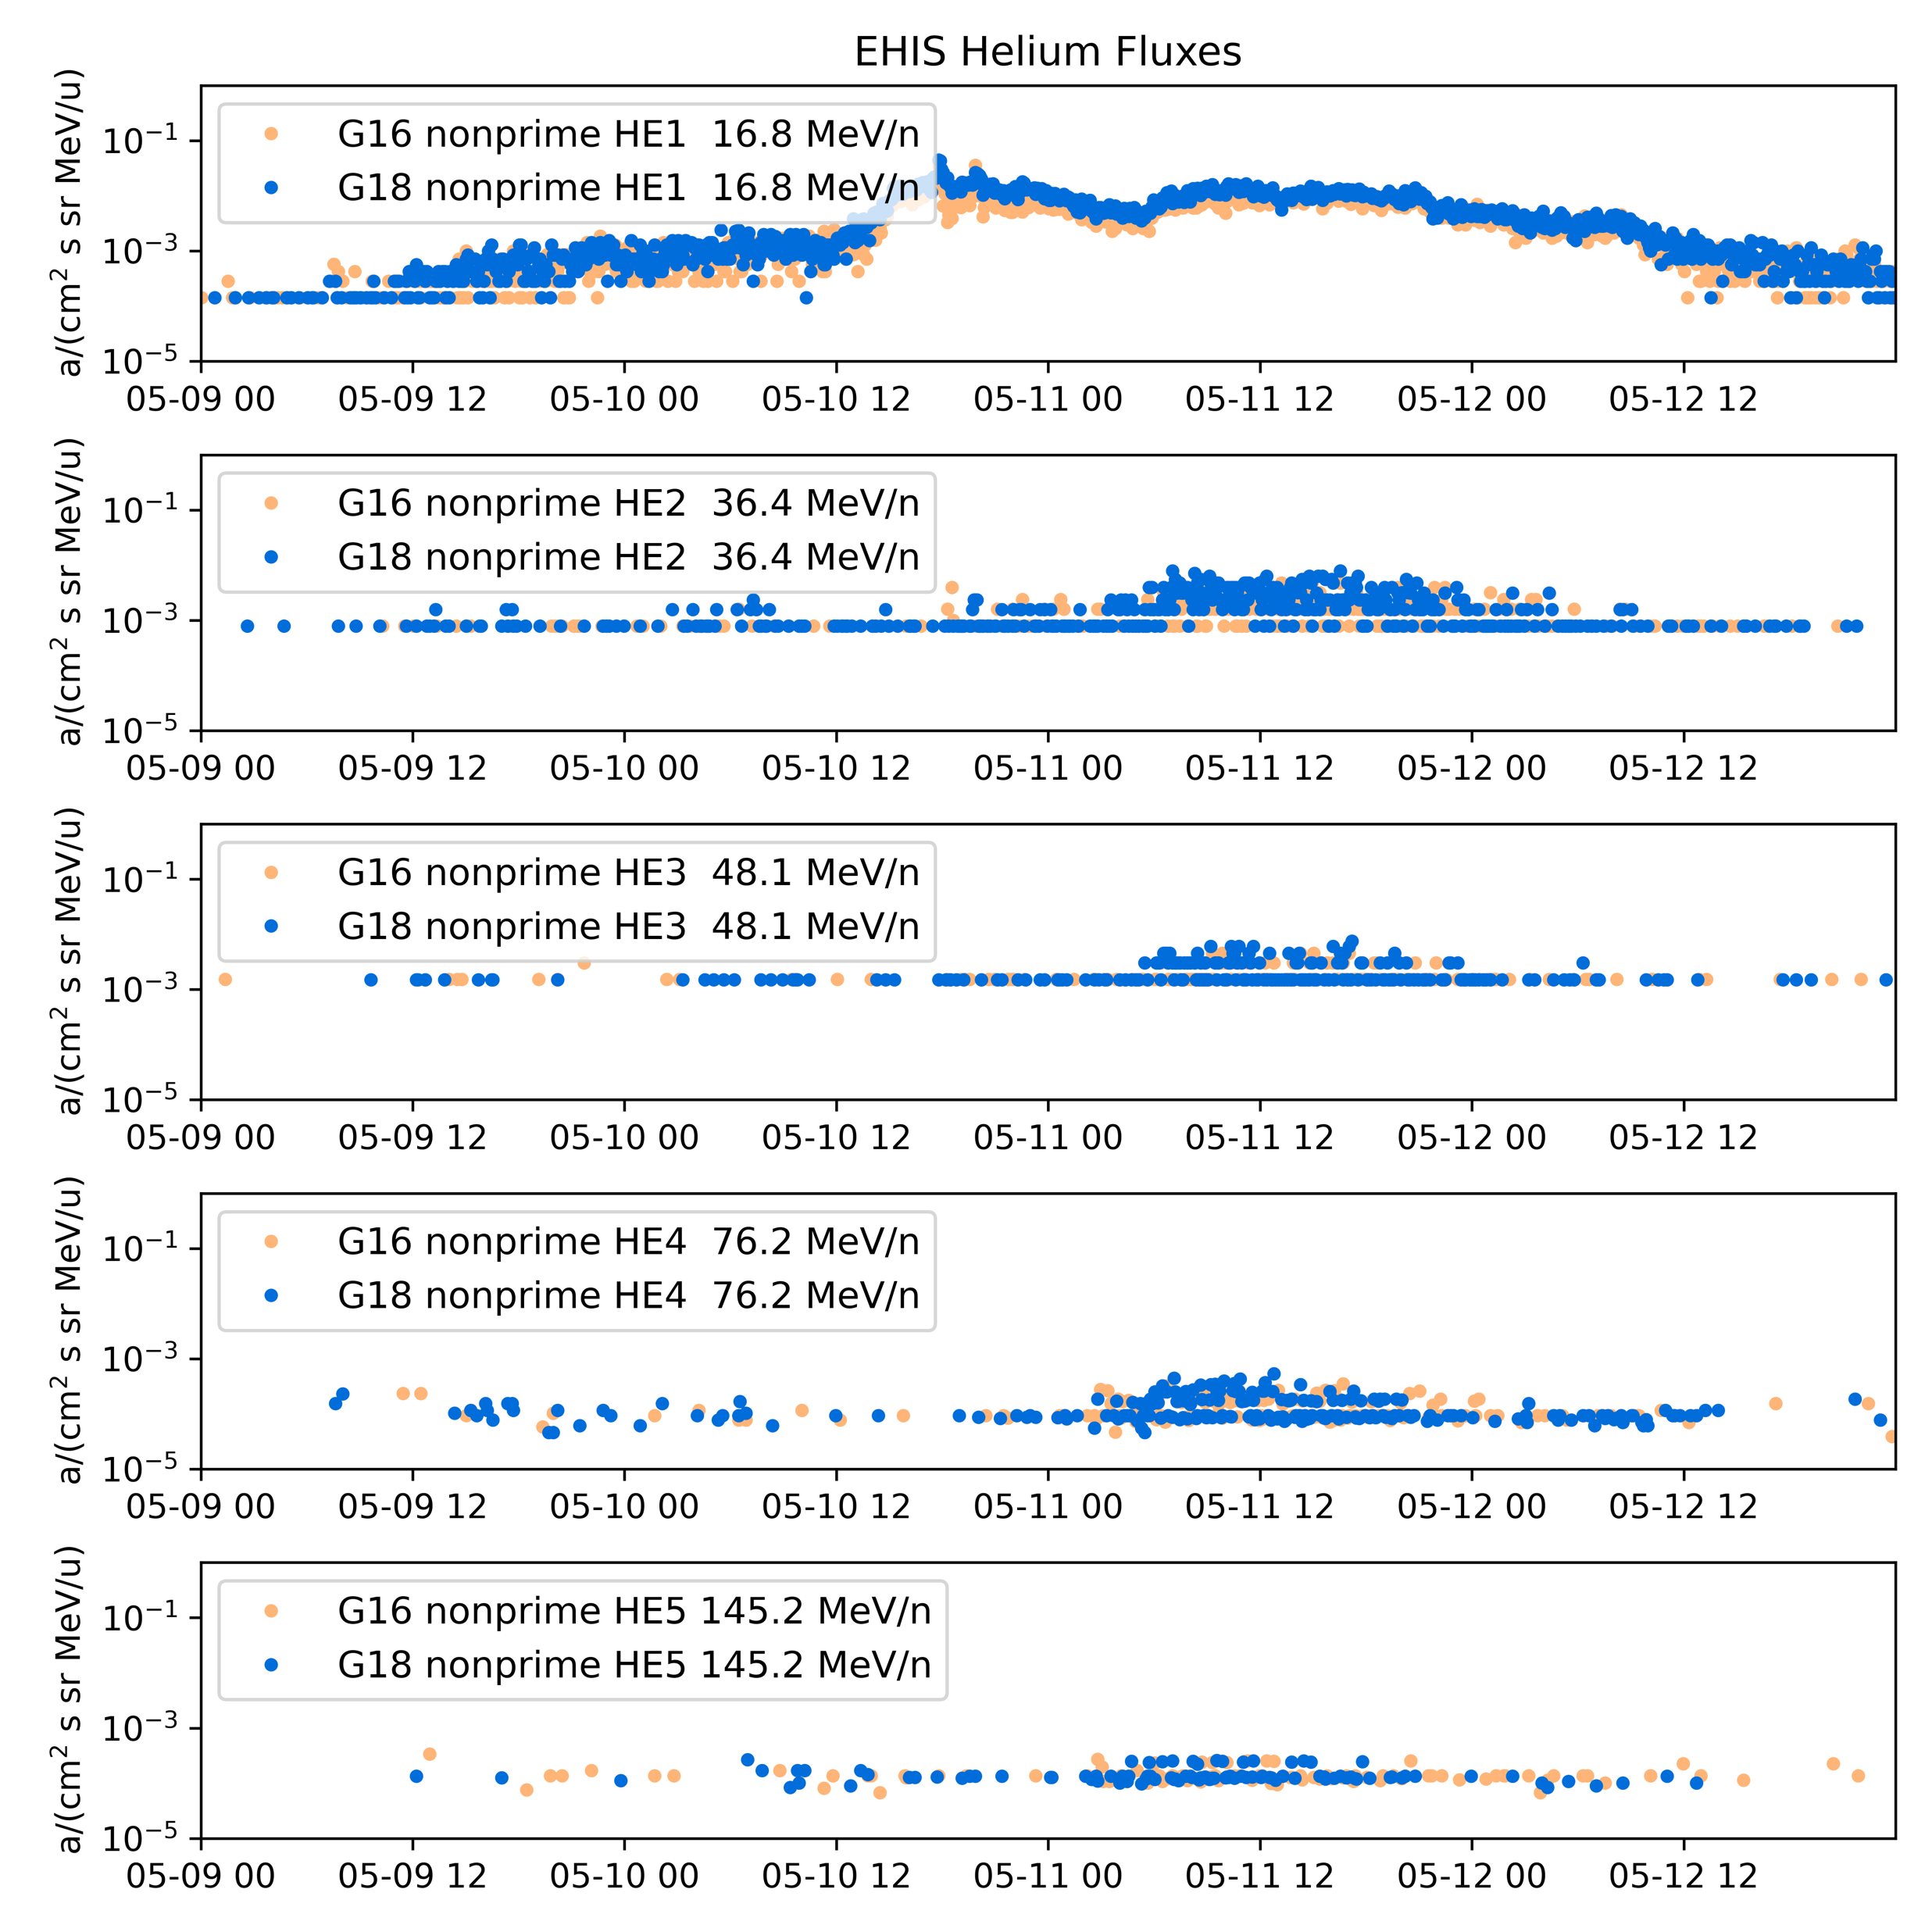 EHIS Helium Fluxes
a/(cm² s sr MeV/u)
10⁻¹
10⁻³
10⁻⁵
G16 nonprime HE1 16.8 MeV/n
G18 nonprime HE1 16.8 MeV/n
05-09 00 05-09 12 05-10 00 05-10 12 05-11 00 05-11 12 05-12 00 05-12 12
a/(cm² s sr MeV/u)
10⁻¹
10⁻³
10⁻⁵
G16 nonprime HE2 36.4 MeV/n
G18 nonprime HE2 36.4 MeV/n
05-09 00 05-09 12 05-10 00 05-10 12 05-11 00 05-11 12 05-12 00 05-12 12
a/(cm² s sr MeV/u)
10⁻¹
10⁻³
10⁻⁵
G16 nonprime HE3 48.1 MeV/n
G18 nonprime HE3 48.1 MeV/n
05-09 00 05-09 12 05-10 00 05-10 12 05-11 00 05-11 12 05-12 00 05-12 12
a/(cm² s sr MeV/u)
10⁻¹
10⁻³
10⁻⁵
G16 nonprime HE4 76.2 MeV/n
G18 nonprime HE4 76.2 MeV/n
05-09 00 05-09 12 05-10 00 05-10 12 05-11 00 05-11 12 05-12 00 05-12 12
a/(cm² s sr MeV/u)
10⁻¹
10⁻³
10⁻⁵
G16 nonprime HE5 145.2 MeV/n
G18 nonprime HE5 145.2 MeV/n
05-09 00 05-09 12 05-10 00 05-10 12 05-11 00 05-11 12 05-12 00 05-12 12